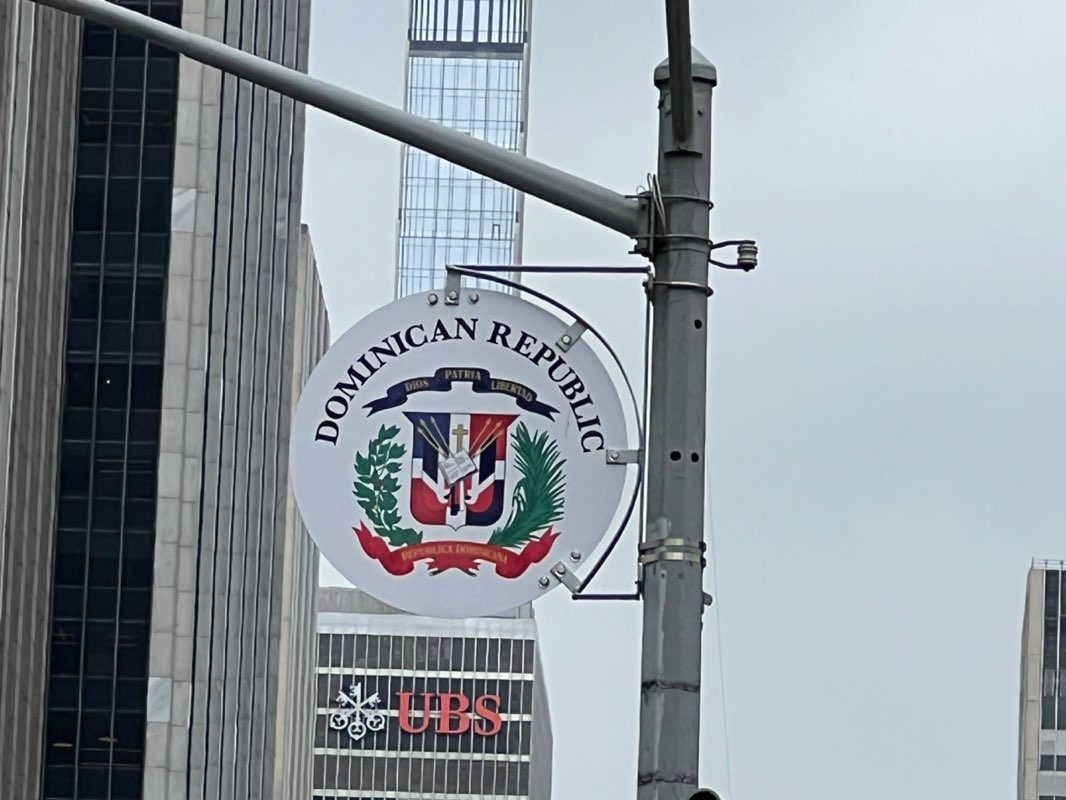 DOMINICAN REPUBLIC
DIOS PATRIA LIBERTAD
REPUBLICA DOMINICANA
UBS